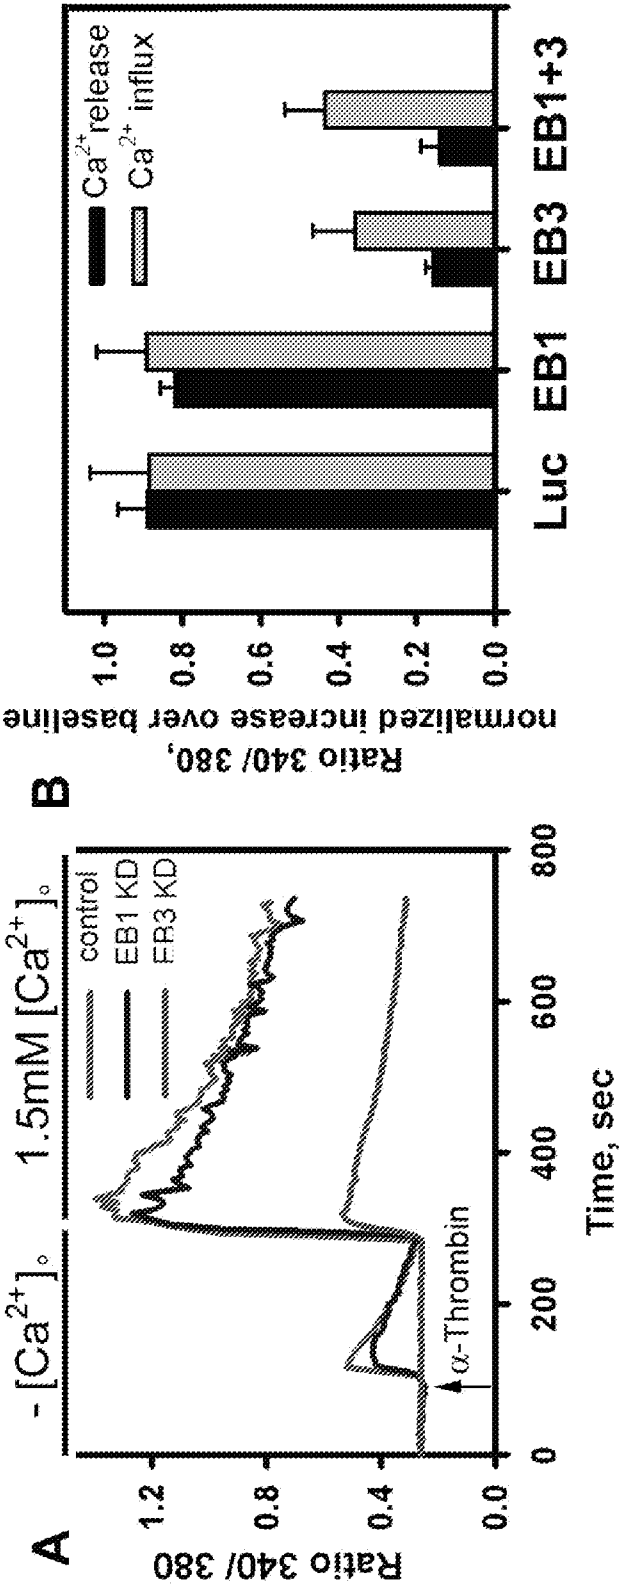 A
- [Ca²⁺]ₒ
1.5mM [Ca²⁺]ₒ
control
EB1 KD
EB3 KD
1.2
0.8
0.4
0.0
Ratio 340/ 380
α-Thrombin
0
200
400
600
800
Time, sec
B
Ratio 340/ 380,
normalized increase over baseline
1.0
0.8
0.6
0.4
0.2
0.0
Ca²⁺ release
Ca²⁺ influx
Luc
EB1
EB3
EB1+3